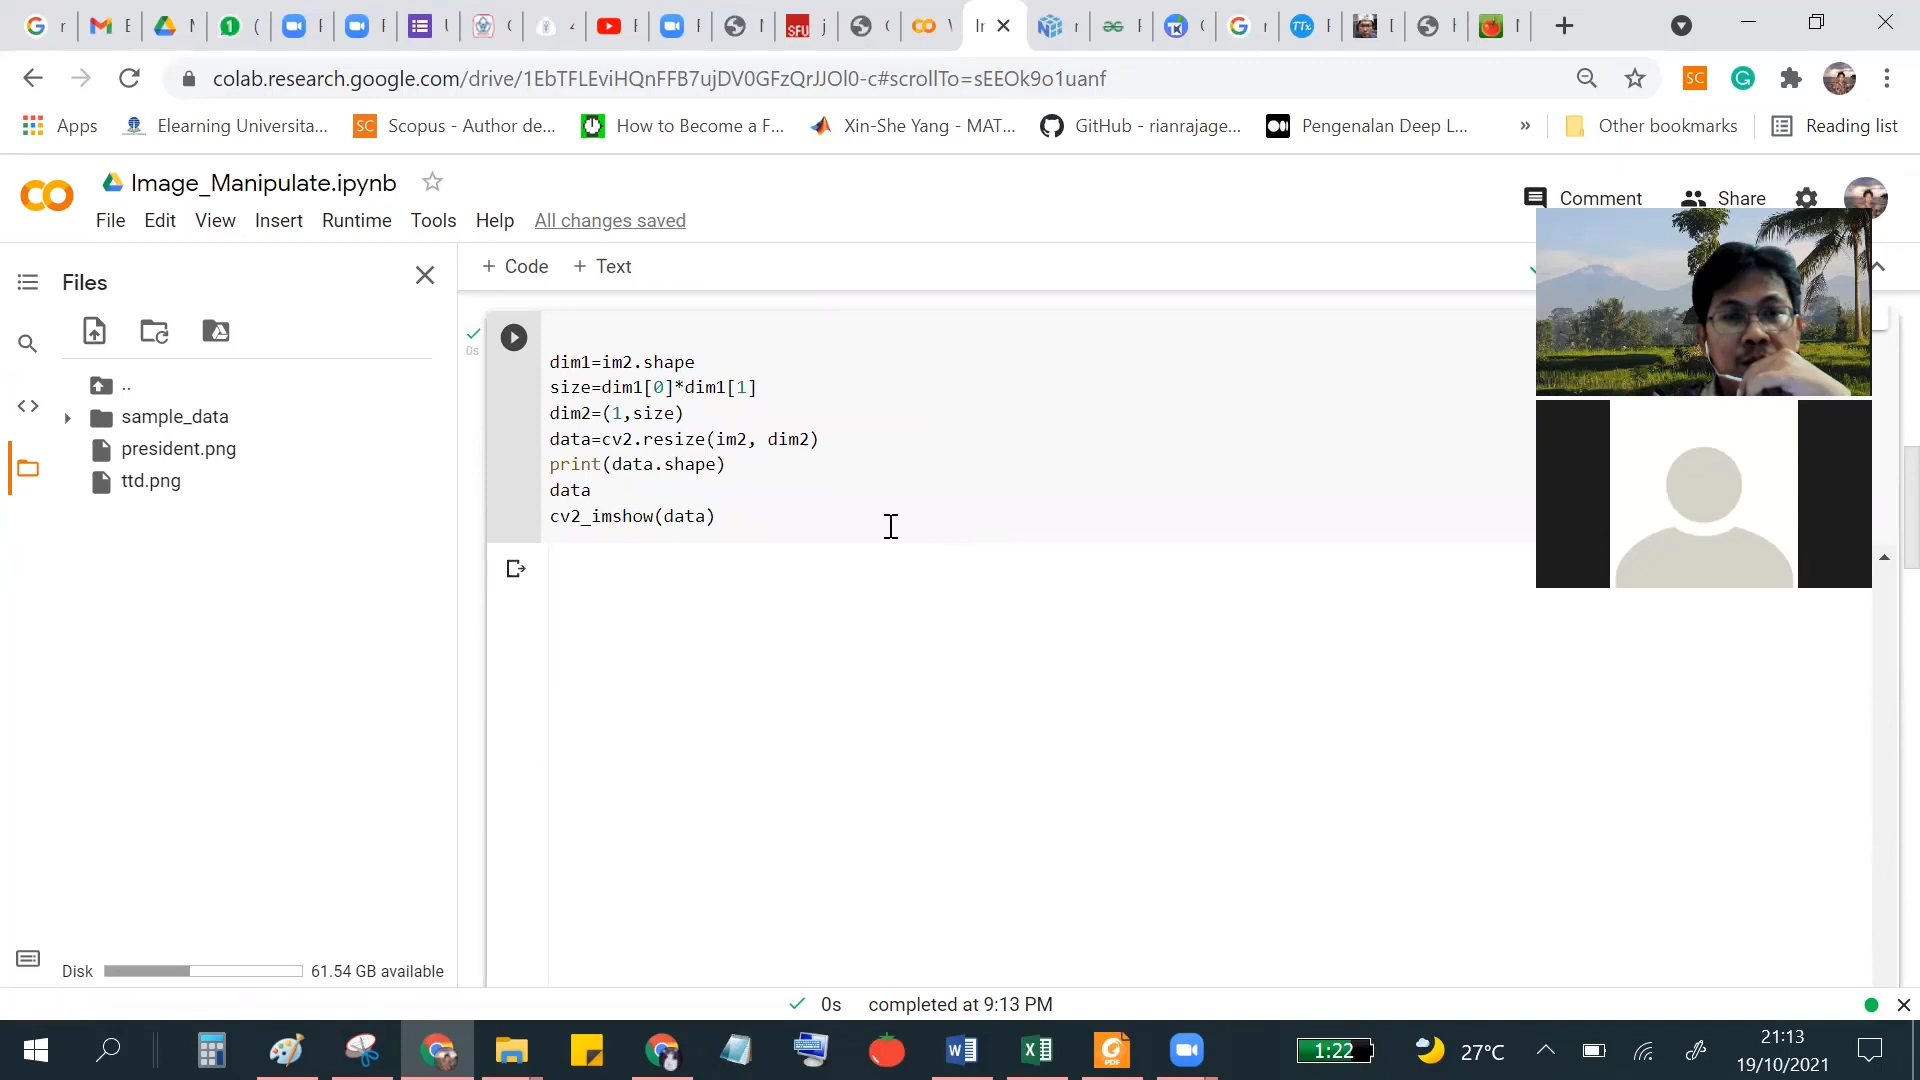 colab.research.google.com/drive/1EbTFLEviHQnFFB7ujDV0GFzQrJJOl0-c#scrollTo=sEEOk9o1uanf
Apps
Elearning Universita...
Scopus - Author de...
How to Become a F...
Xin-She Yang - MAT...
GitHub - rianrajage...
Pengenalan Deep L...
»
Other bookmarks
Reading list
Image_Manipulate.ipynb
Comment
Share
File Edit View Insert Runtime Tools Help All changes saved
Files
+ Code + Text
..
sample_data
president.png
ttd.png
0s
dim1=im2.shape
size=dim1[0]*dim1[1]
dim2=(1,size)
data=cv2.resize(im2, dim2)
print(data.shape)
data
cv2_imshow(data)
Disk 61.54 GB available
0s completed at 9:13 PM
1:22
27°C
21:13
19/10/2021